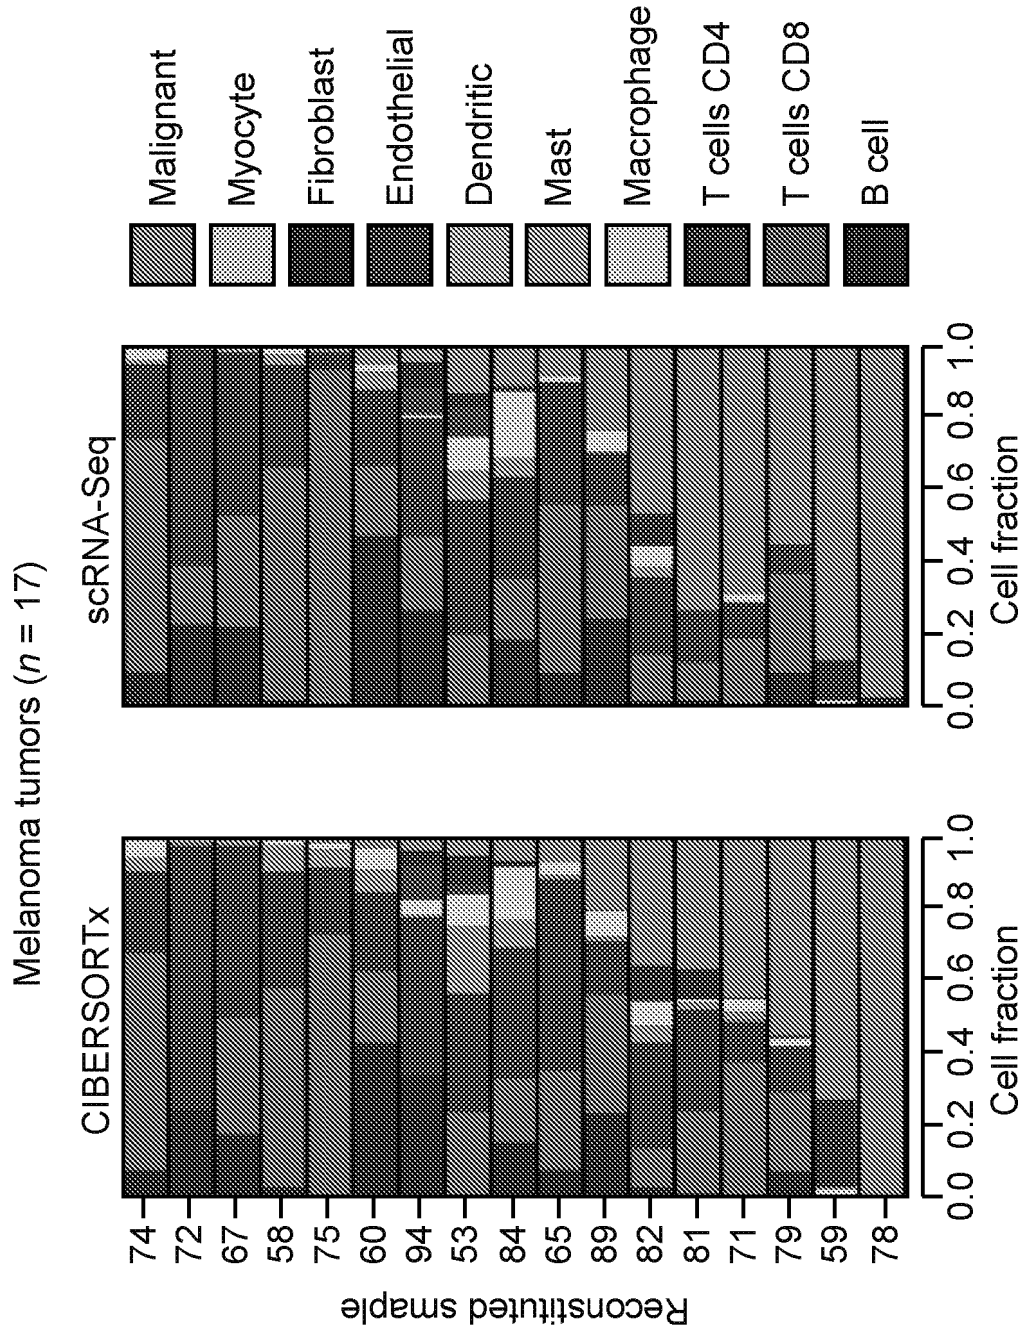 Melanoma tumors (n = 17)
CIBERSORTx
scRNA-Seq
Reconstituted smaple
74
72
67
58
75
60
94
53
84
65
89
82
81
71
79
59
78
0.0 0.2 0.4 0.6 0.8 1.0
Cell fraction
0.0 0.2 0.4 0.6 0.8 1.0
Cell fraction
Malignant
Myocyte
Fibroblast
Endothelial
Dendritic
Mast
Macrophage
T cells CD4
T cells CD8
B cell